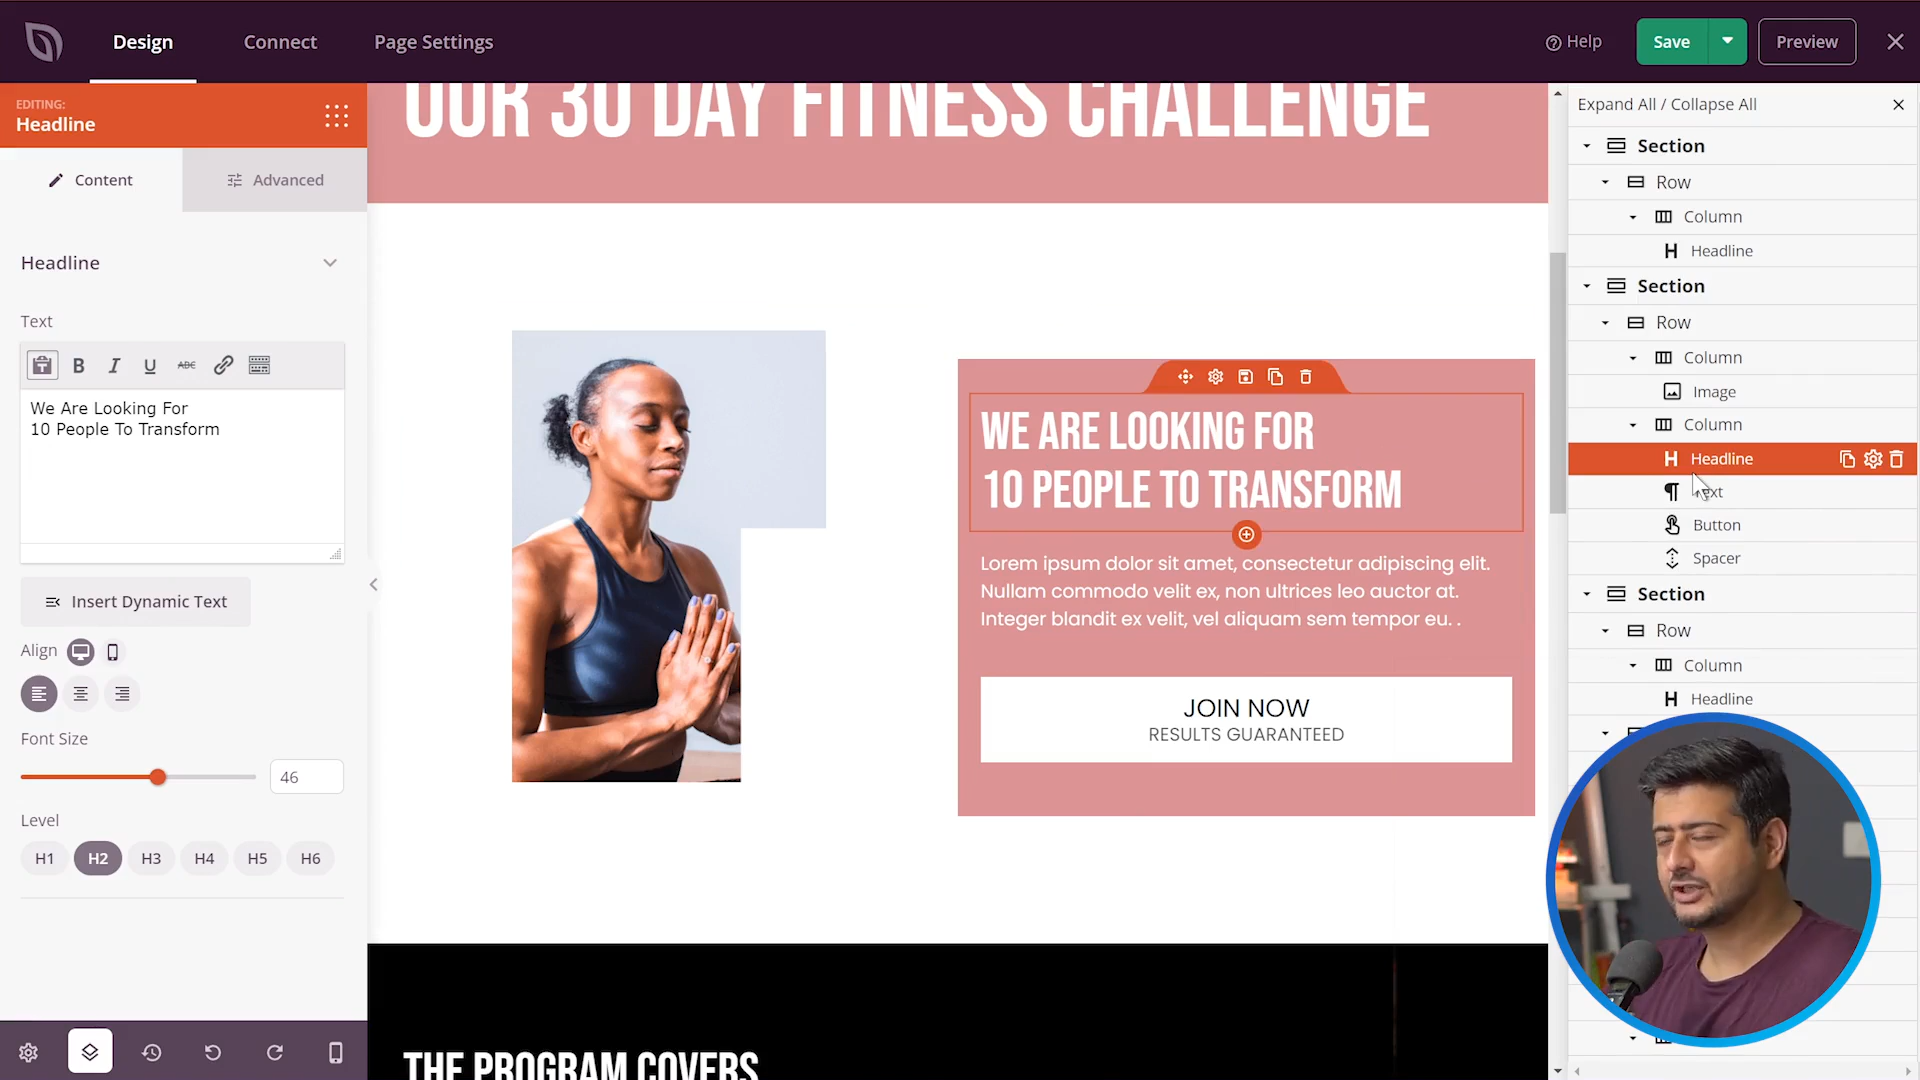 Design
Connect
Page Settings
Help
Save
Preview
EDITING:
Headline
Content
Advanced
Headline
Text
B I U ABC
We Are Looking For
10 People To Transform
Insert Dynamic Text
Align
Font Size
46
Level
H1 H2 H3 H4 H5 H6
OUR 30 DAY FITNESS CHALLENGE
WE ARE LOOKING FOR
10 PEOPLE TO TRANSFORM
Lorem ipsum dolor sit amet, consectetur adipiscing elit.
Nullam commodo velit ex, non ultrices leo auctor at.
Integer blandit ex velit, vel aliquam sem tempor eu. .
JOIN NOW
RESULTS GUARANTEED
THE PROGRAM COVERS
Expand All / Collapse All
Section
Row
Column
H Headline
Section
Row
Column
Image
Column
H Headline
Text
Button
Spacer
Section
Row
Column
H Headline